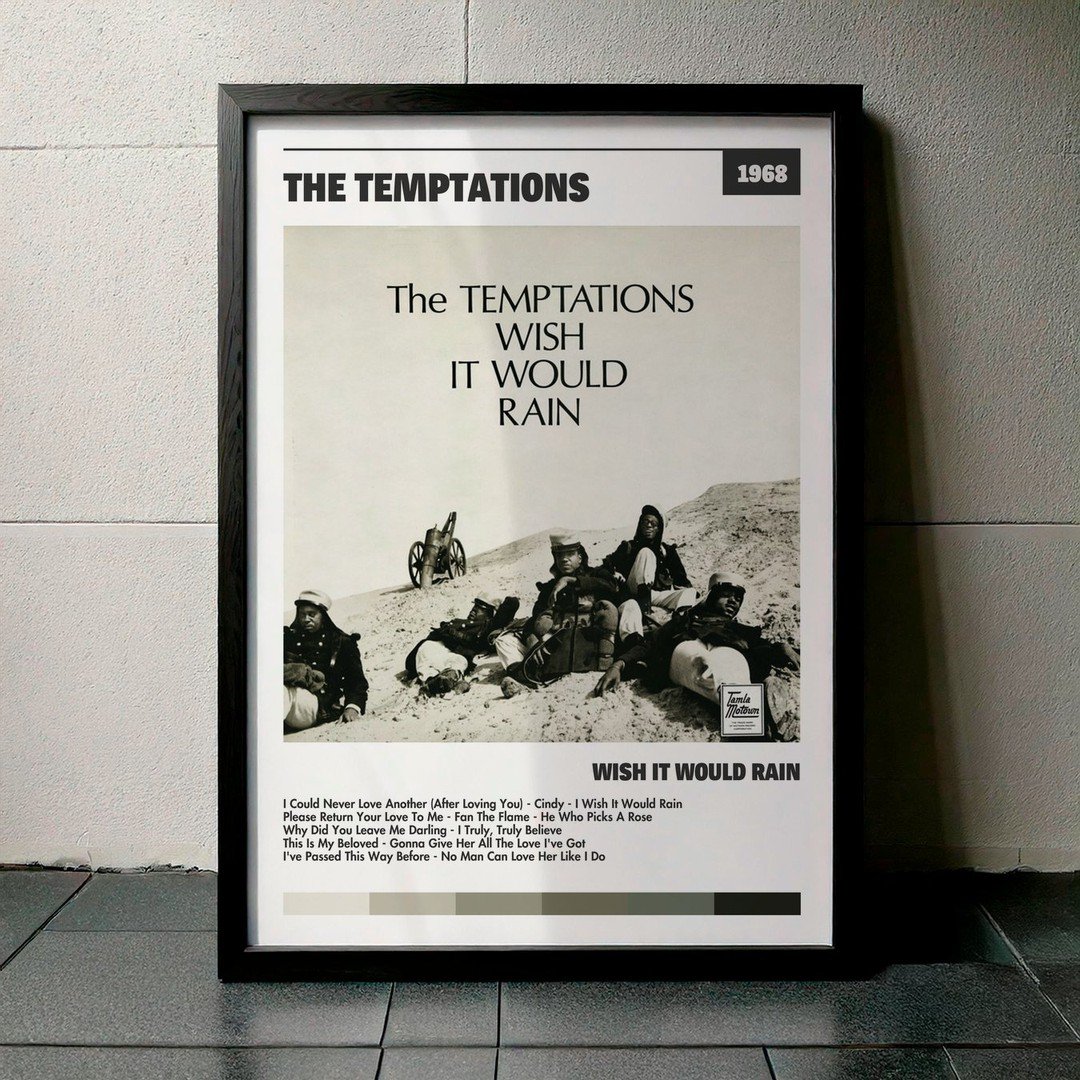 THE TEMPTATIONS
1968
The TEMPTATIONS
WISH
IT WOULD
RAIN
Tamla
Motown
WISH IT WOULD RAIN
I Could Never Love Another (After Loving You) - Cindy - I Wish It Would Rain
Please Return Your Love To Me - Fan The Flame - He Who Picks A Rose
Why Did You Leave Me Darling - I Truly, Truly Believe
This Is My Beloved - Gonna Give Her All The Love I've Got
I've Passed This Way Before - No Man Can Love Her Like I Do